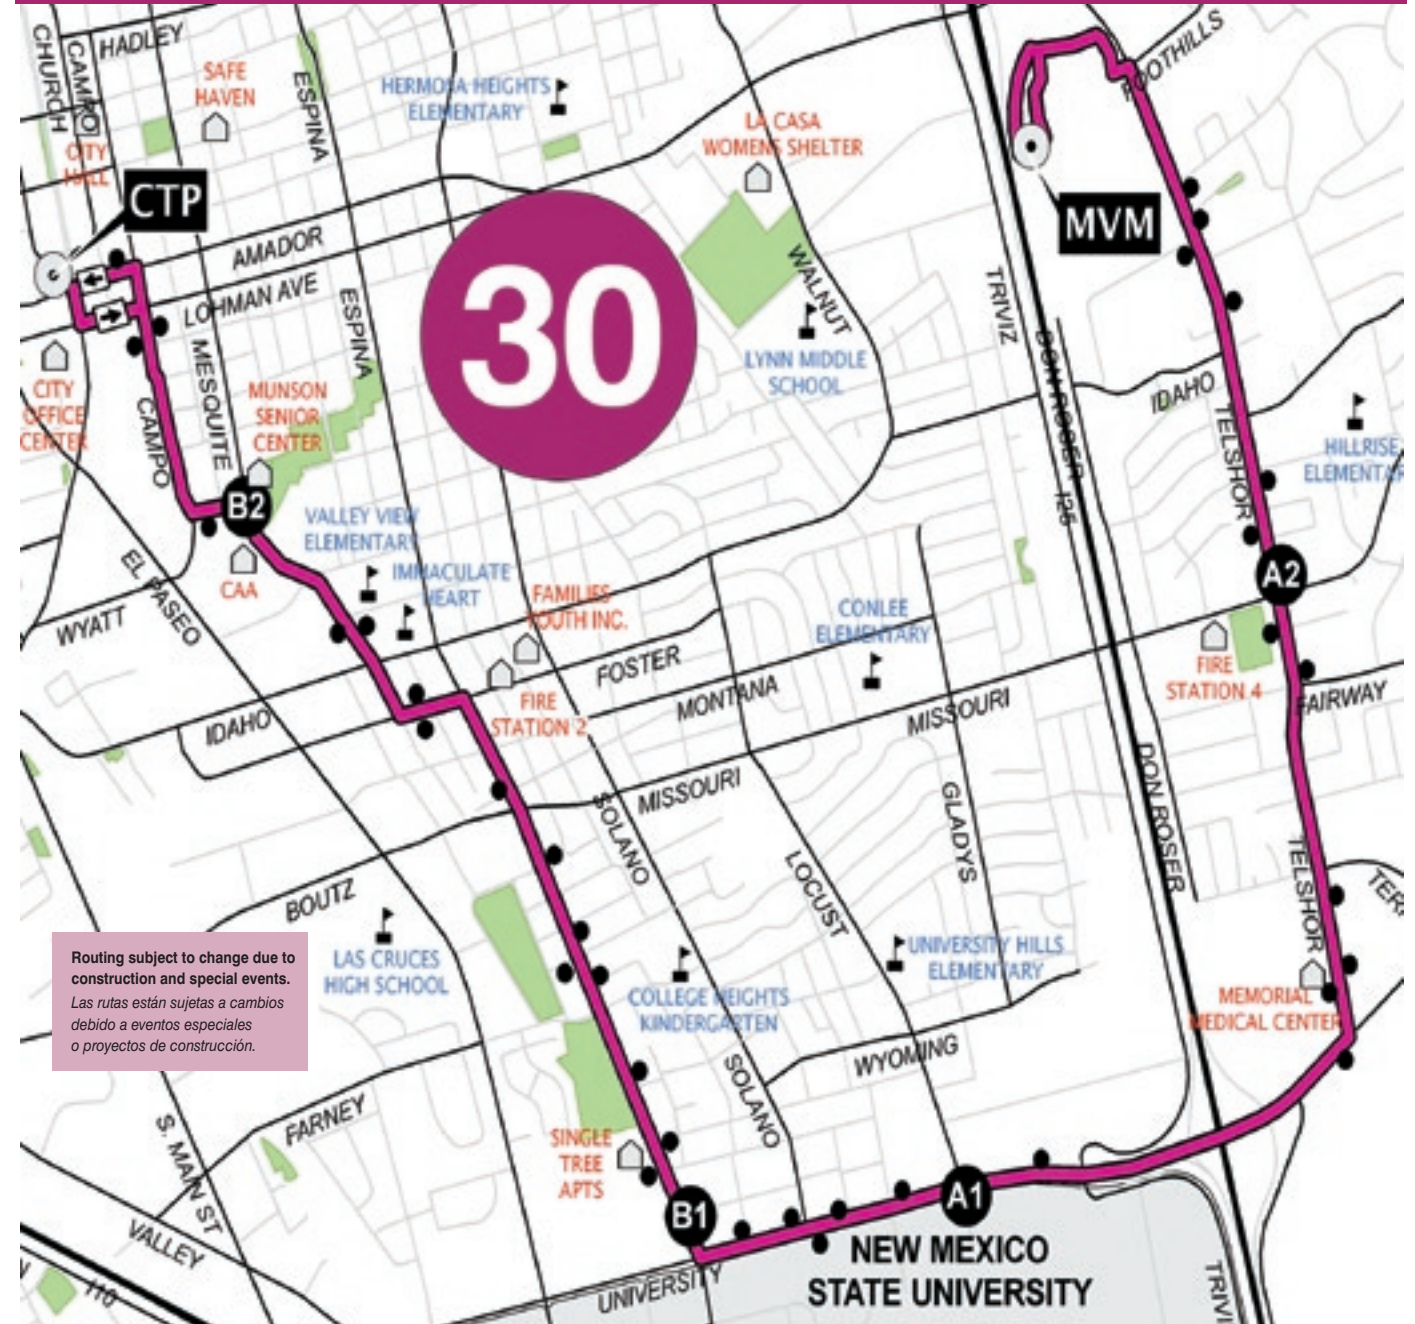 CHURCH
CAMPO
HADLEY
SAFE
HAVEN
ESPINA
HERMOSA HEIGHTS
ELEMENTARY
LA CASA
WOMENS SHELTER
FOOTHILLS
CITY
HALL
CTP
MVM
AMADOR
LOHMAN AVE
ESPINA
30
WALNUT
TRIVIZ
LYNN MIDDLE
SCHOOL
DON ROSER
I25
IDAHO
TELSHOR
HILLRISE
CITY
OFFICE
CENTER
CAMPO
MESQUITE
MUNSON
SENIOR
CENTER
B2
VALLEY VIEW
ELEMENTARY
IMMACULATE
HEART
CAA
EL PASEO
WYATT
FAMILIES
YOUTH INC.
CONLEE
ELEMENTARY
A2
FIRE
STATION 4
FAIRWAY
FOSTER
MONTANA
MISSOURI
IDAHO
FIRE
STATION 2
MISSOURI
SOLANO
GLADYS
DON ROSER
TELSHOR
BOUTZ
LOCUST
LAS CRUCES
HIGH SCHOOL
UNIVERSITY HILLS
ELEMENTARY
COLLEGE HEIGHTS
KINDERGARTEN
MEMORIAL
MEDICAL CENTER
Routing subject to change due to
construction and special events.
Las rutas están sujetas a cambios
debido a eventos especiales
o proyectos de construcción.
WYOMING
SOLANO
FARNEY
S. MAIN ST
VALLEY
I10
SINGLE
TREE
APTS
B1
A1
NEW MEXICO
STATE UNIVERSITY
UNIVERSITY